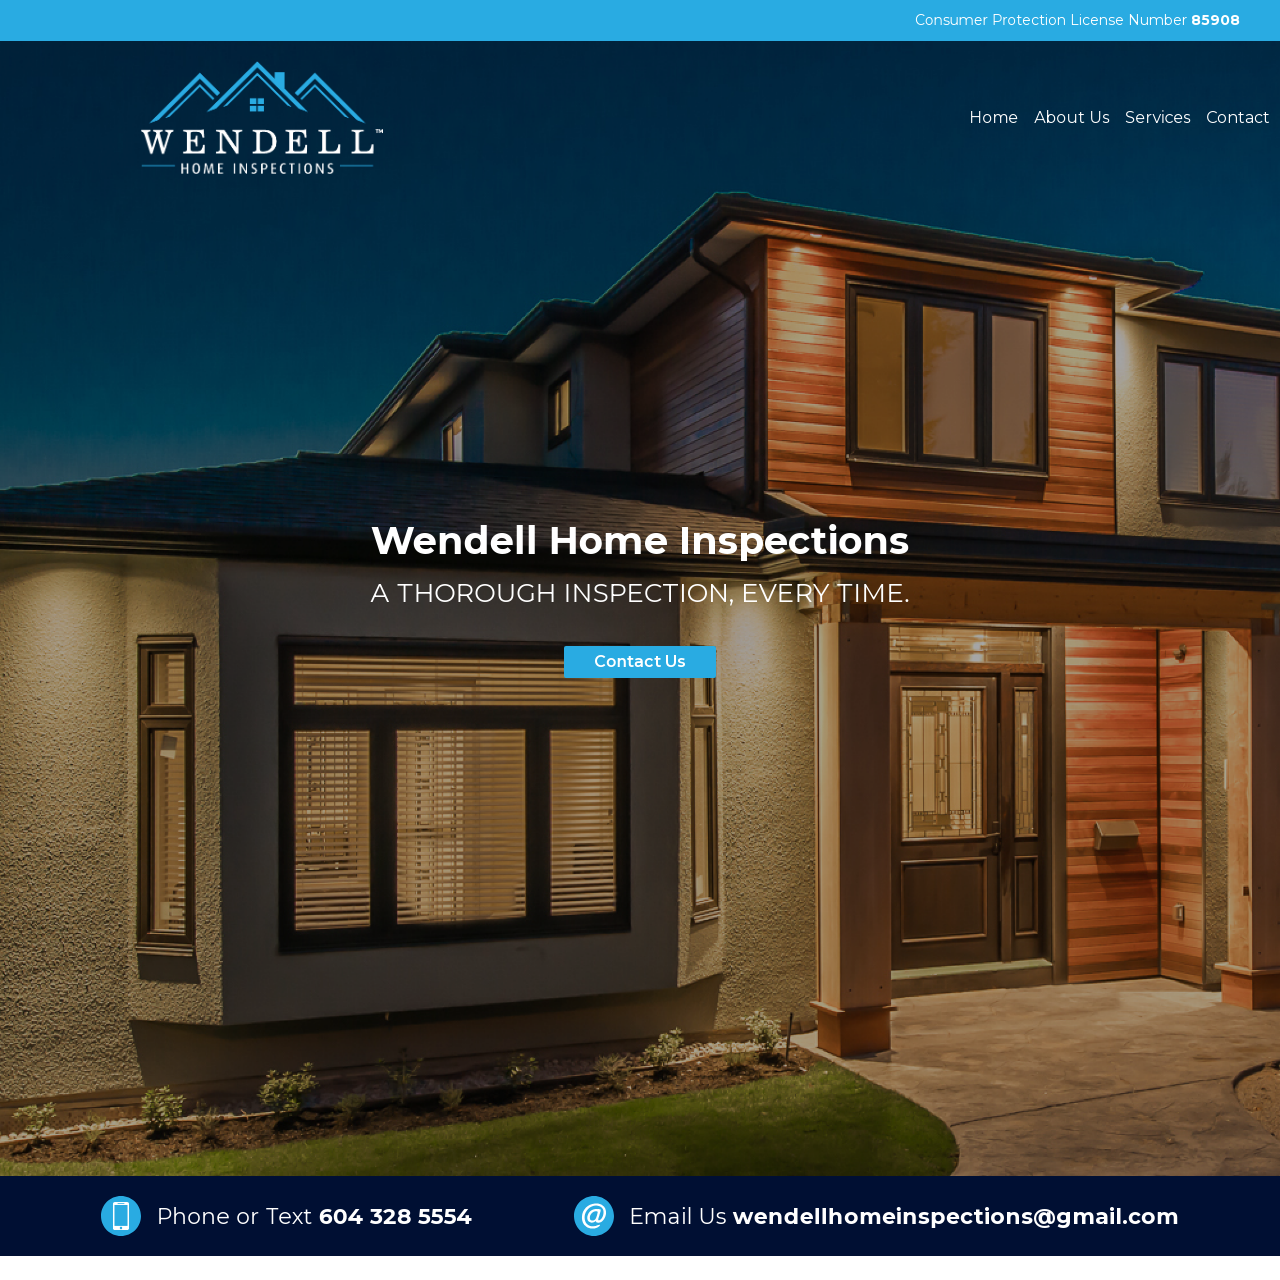 Consumer Protection License Number 85908
WENDELL™
HOME INSPECTIONS
Home About Us Services Contact
Wendell Home Inspections
A THOROUGH INSPECTION, EVERY TIME.
Contact Us
Phone or Text 604 328 5554
@ Email Us wendellhomeinspections@gmail.com